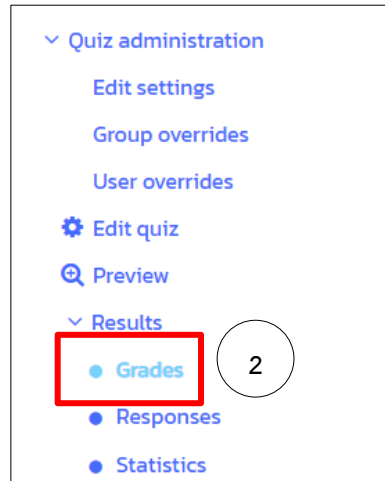 Quiz administration
Edit settings
Group overrides
User overrides
Edit quiz
Preview
Results
Grades 2
Responses
Statistics